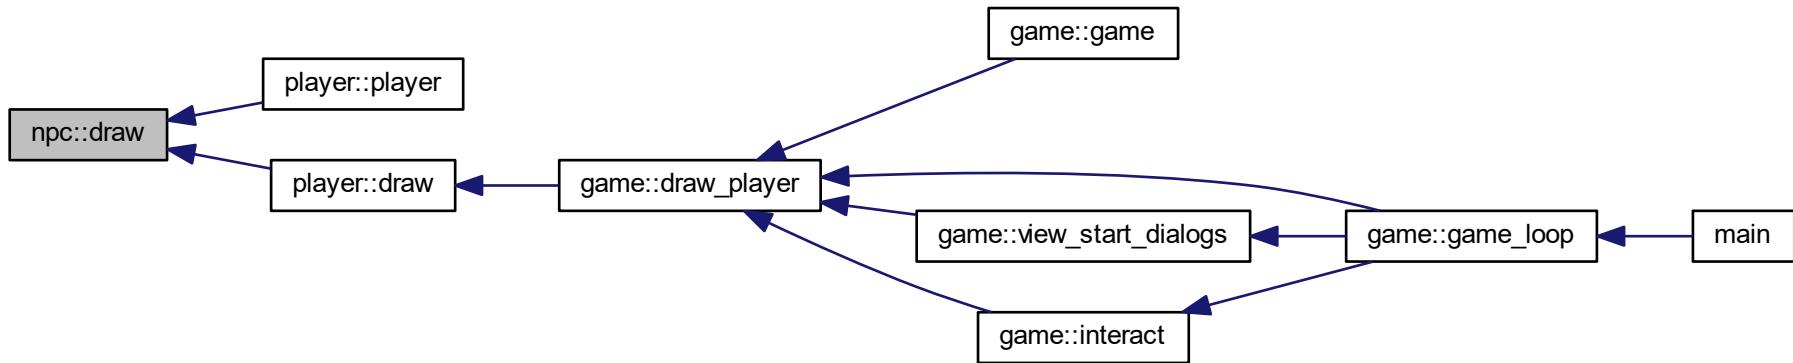 game::game
player::player
npc::draw
player::draw
game::draw_player
game::view_start_dialogs
game::game_loop
main
game::interact